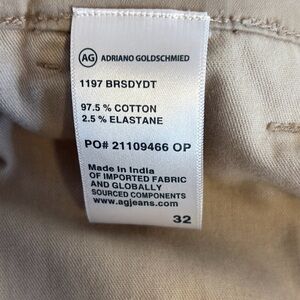 AG ADRIANO GOLDSCHMIED
1197 BRSDYDT
97.5 % COTTON
2.5 % ELASTANE
PO# 21109466 OP
Made In India
OF IMPORTED FABRIC
AND GLOBALLY
SOURCED COMPONENTS
www.agjeans.com
32